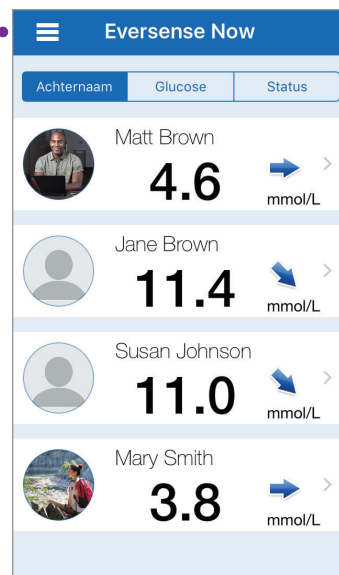 Eversense Now
Achternaam Glucose Status
Matt Brown
4.6
mmol/L
Jane Brown
11.4
mmol/L
Susan Johnson
11.0
mmol/L
Mary Smith
3.8
mmol/L